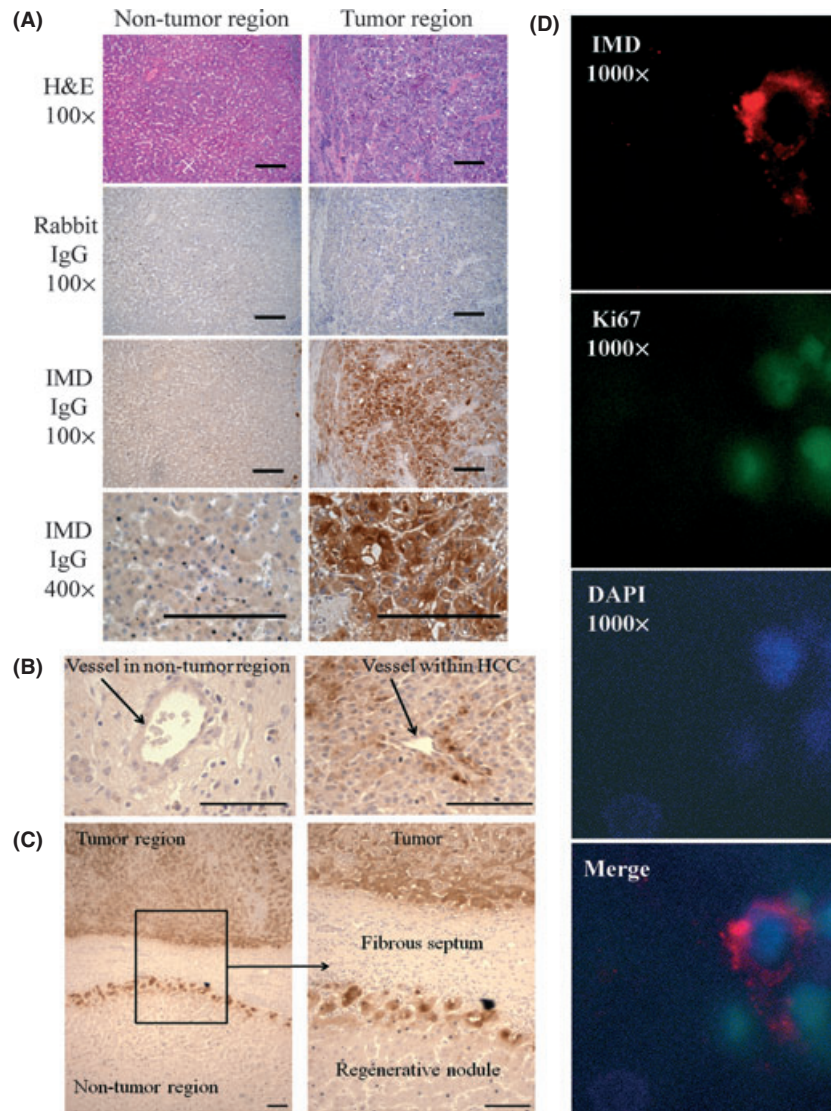 (A)
Non-tumor region
Tumor region
H&E
100×
Rabbit
IgG
100×
IMD
IgG
100×
IMD
IgG
400×
(B)
Vessel in non-tumor region
Vessel within HCC
(C)
Tumor region
Non-tumor region
Tumor
Fibrous septum
Regenerative nodule
(D)
IMD
1000×
Ki67
1000×
DAPI
1000×
Merge